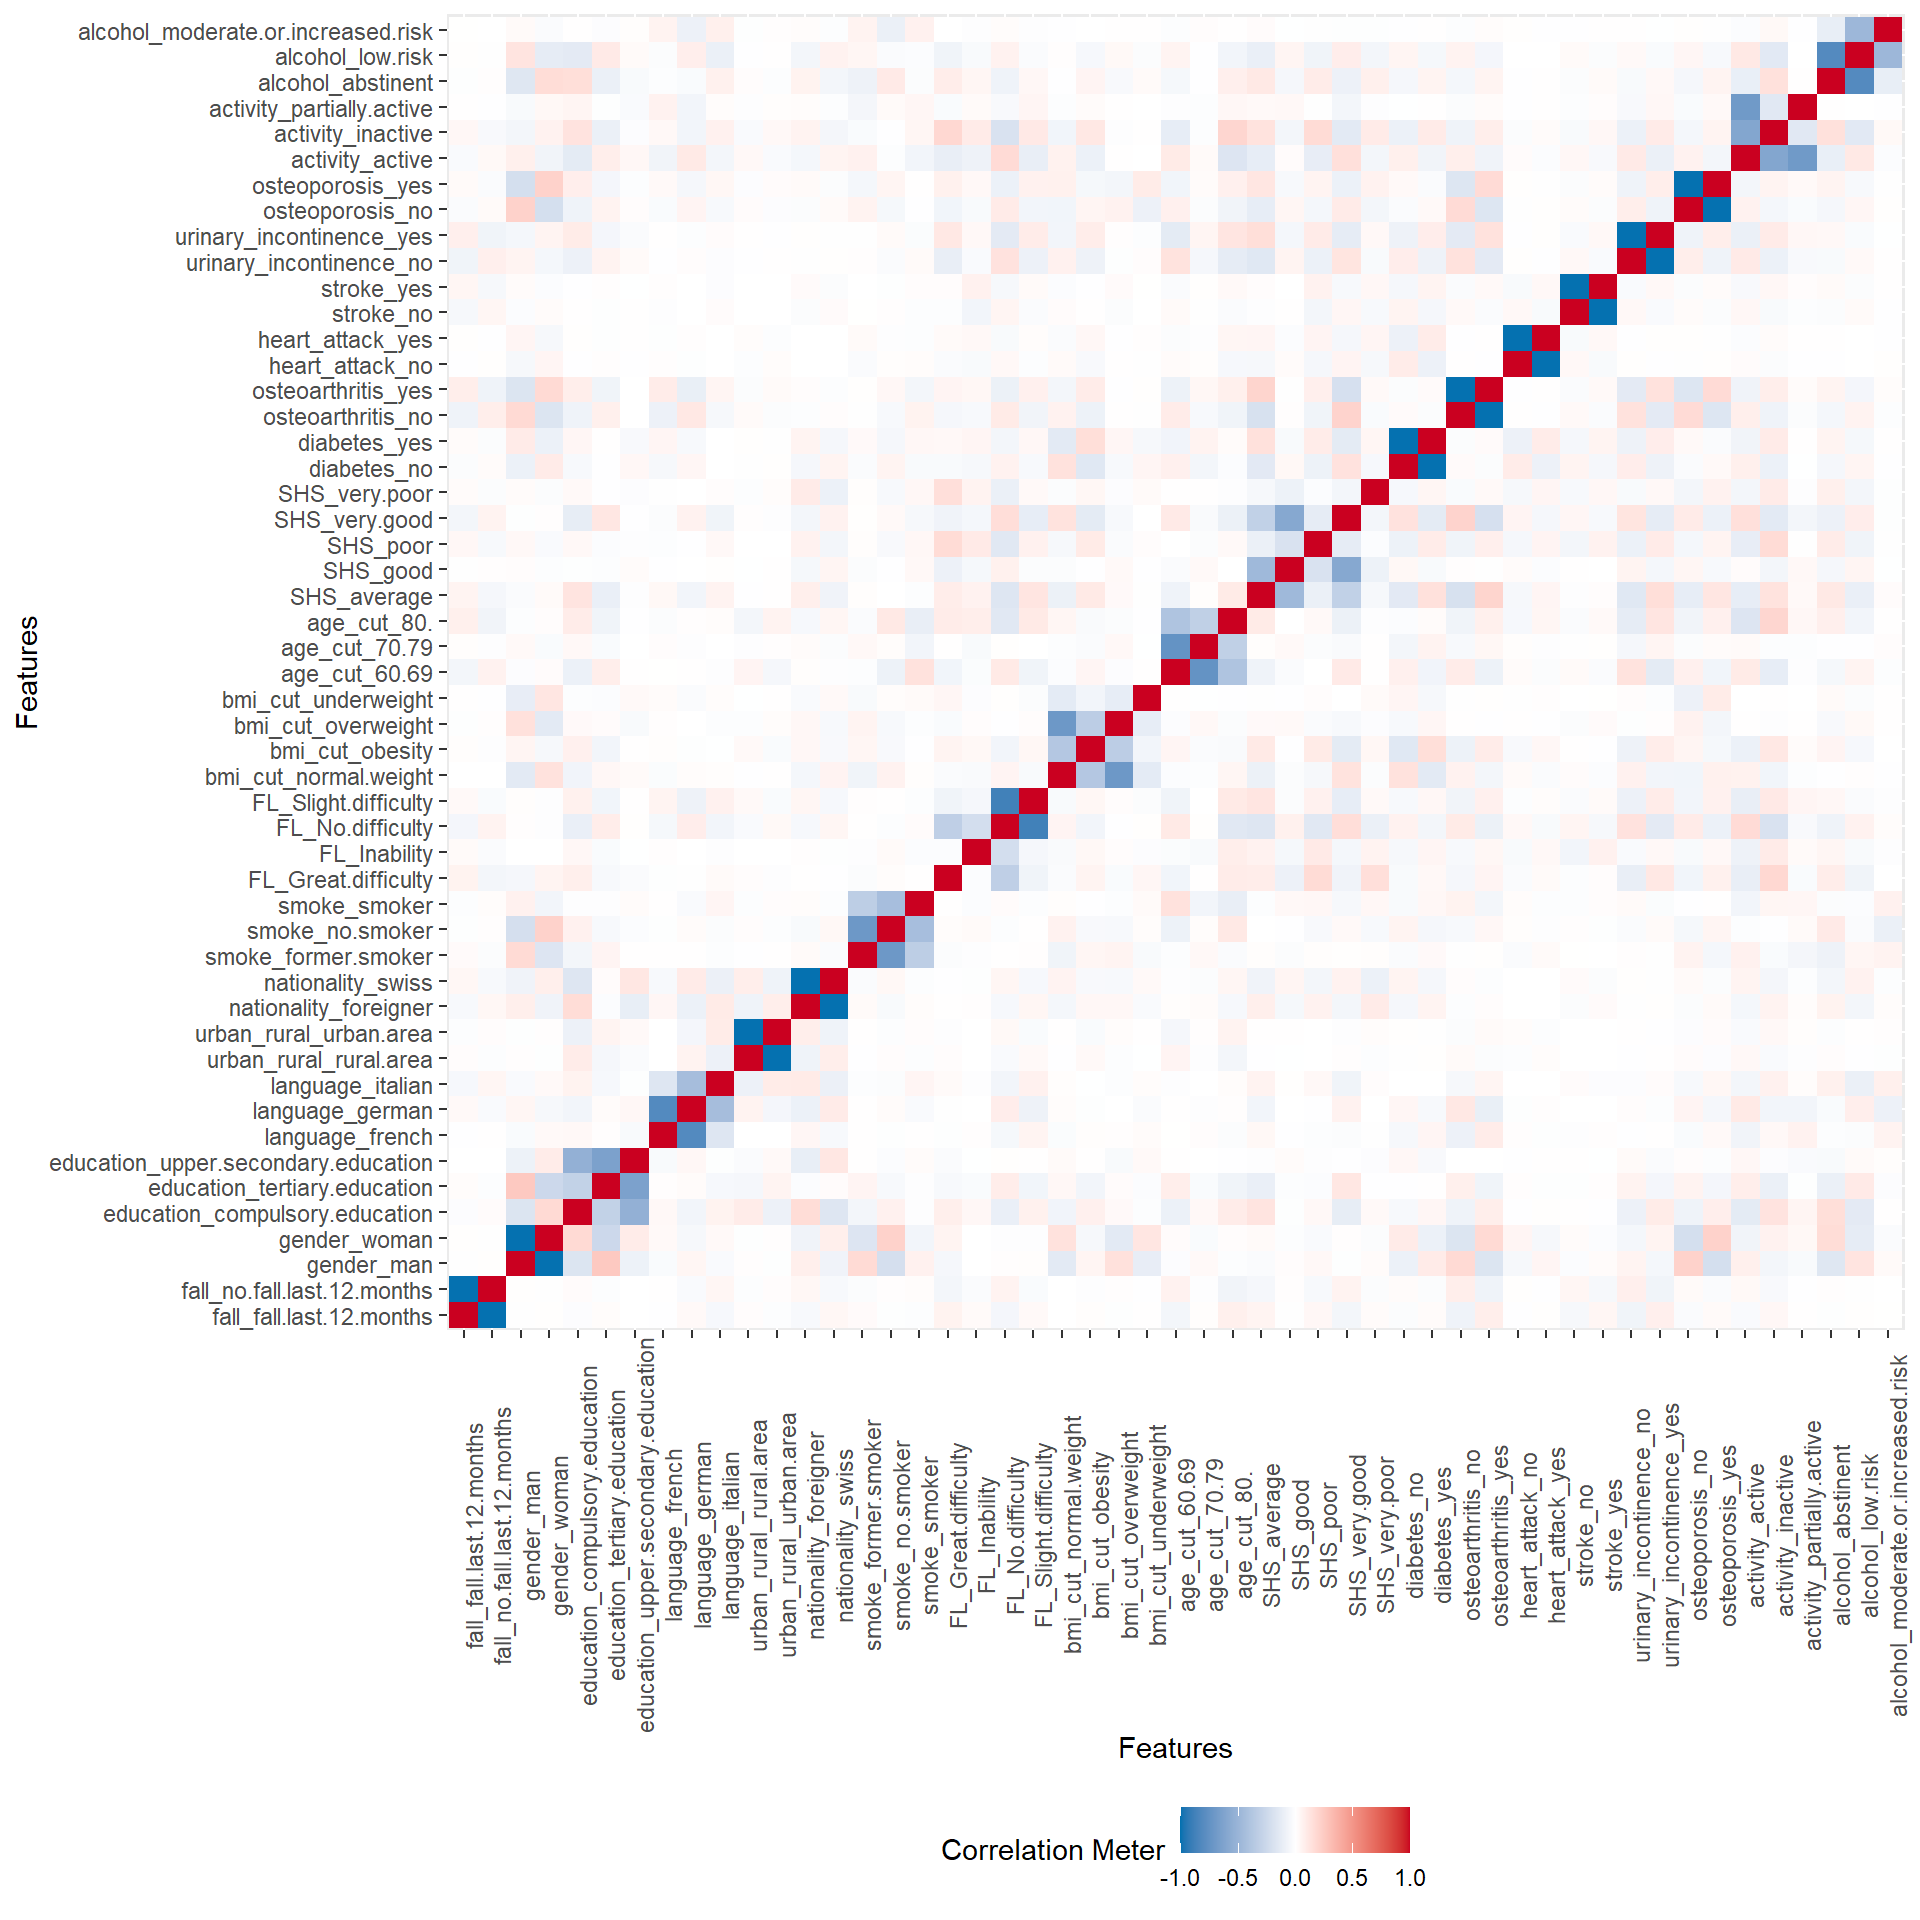 alcohol_moderate.or.increased.risk
alcohol_low.risk
alcohol_abstinent
activity_partially.active
activity_inactive
activity_active
osteoporosis_yes
osteoporosis_no
urinary_incontinence_yes
urinary_incontinence_no
stroke_yes
stroke_no
heart_attack_yes
heart_attack_no
osteoarthritis_yes
osteoarthritis_no
diabetes_yes
diabetes_no
SHS_very.poor
SHS_very.good
SHS_poor
SHS_good
SHS_average
age_cut_80.
age_cut_70.79
age_cut_60.69
bmi_cut_underweight
bmi_cut_overweight
bmi_cut_obesity
bmi_cut_normal.weight
FL_Slight.difficulty
FL_No.difficulty
FL_Inability
FL_Great.difficulty
smoke_smoker
smoke_no.smoker
smoke_former.smoker
nationality_swiss
nationality_foreigner
urban_rural_urban.area
urban_rural_rural.area
language_italian
language_german
language_french
education_upper.secondary.education
education_tertiary.education
education_compulsory.education
gender_woman
gender_man
fall_no.fall.last.12.months
fall_fall.last.12.months
Features
fall_fall.last.12.months
fall_no.fall.last.12.months
gender_man
gender_woman
education_compulsory.education
education_tertiary.education
education_upper.secondary.education
language_french
language_german
language_italian
urban_rural_rural.area
urban_rural_urban.area
nationality_foreigner
nationality_swiss
smoke_former.smoker
smoke_no.smoker
smoke_smoker
FL_Great.difficulty
FL_Inability
FL_No.difficulty
FL_Slight.difficulty
bmi_cut_normal.weight
bmi_cut_obesity
bmi_cut_overweight
bmi_cut_underweight
age_cut_60.69
age_cut_70.79
age_cut_80.
SHS_average
SHS_good
SHS_poor
SHS_very.good
SHS_very.poor
diabetes_no
diabetes_yes
osteoarthritis_no
osteoarthritis_yes
heart_attack_no
heart_attack_yes
stroke_no
stroke_yes
urinary_incontinence_no
urinary_incontinence_yes
osteoporosis_no
osteoporosis_yes
activity_active
activity_inactive
activity_partially.active
alcohol_abstinent
alcohol_low.risk
alcohol_moderate.or.increased.risk
Features
Correlation Meter
-1.0 -0.5 0.0 0.5 1.0